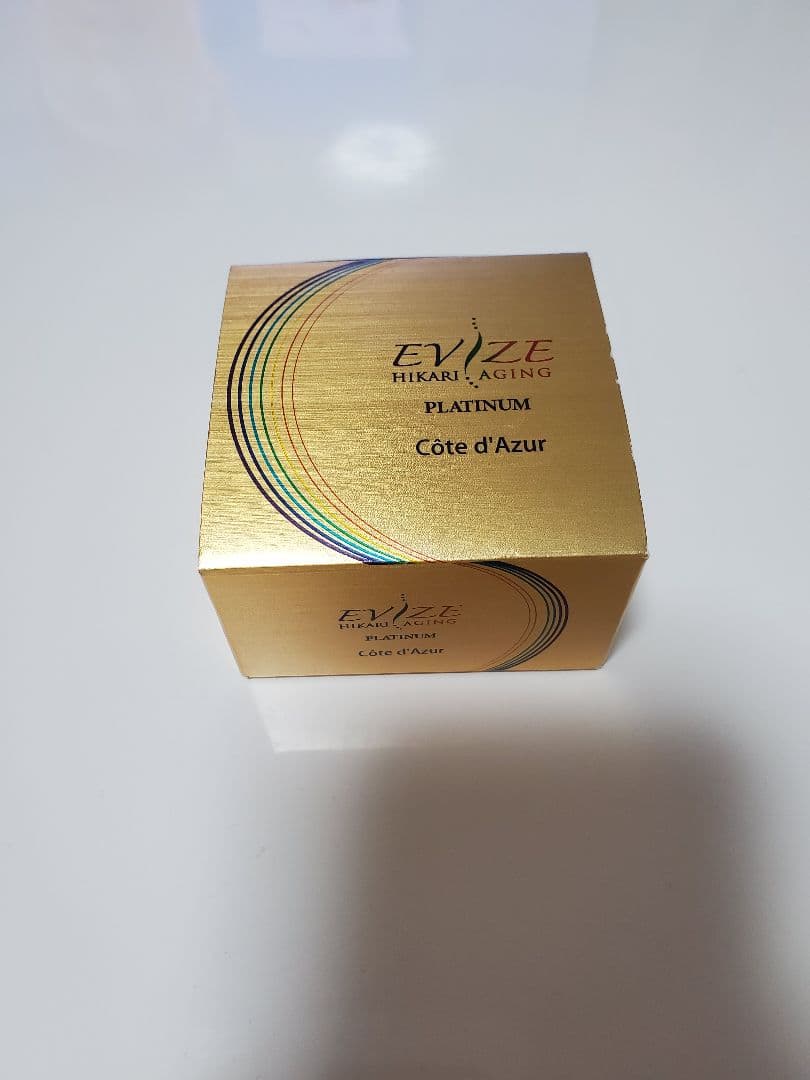 EVIZE
HIKARI AGING
PLATINUM
Côte d'Azur
EVIZE
HIKARI AGING
PLATINUM
Côte d'Azur